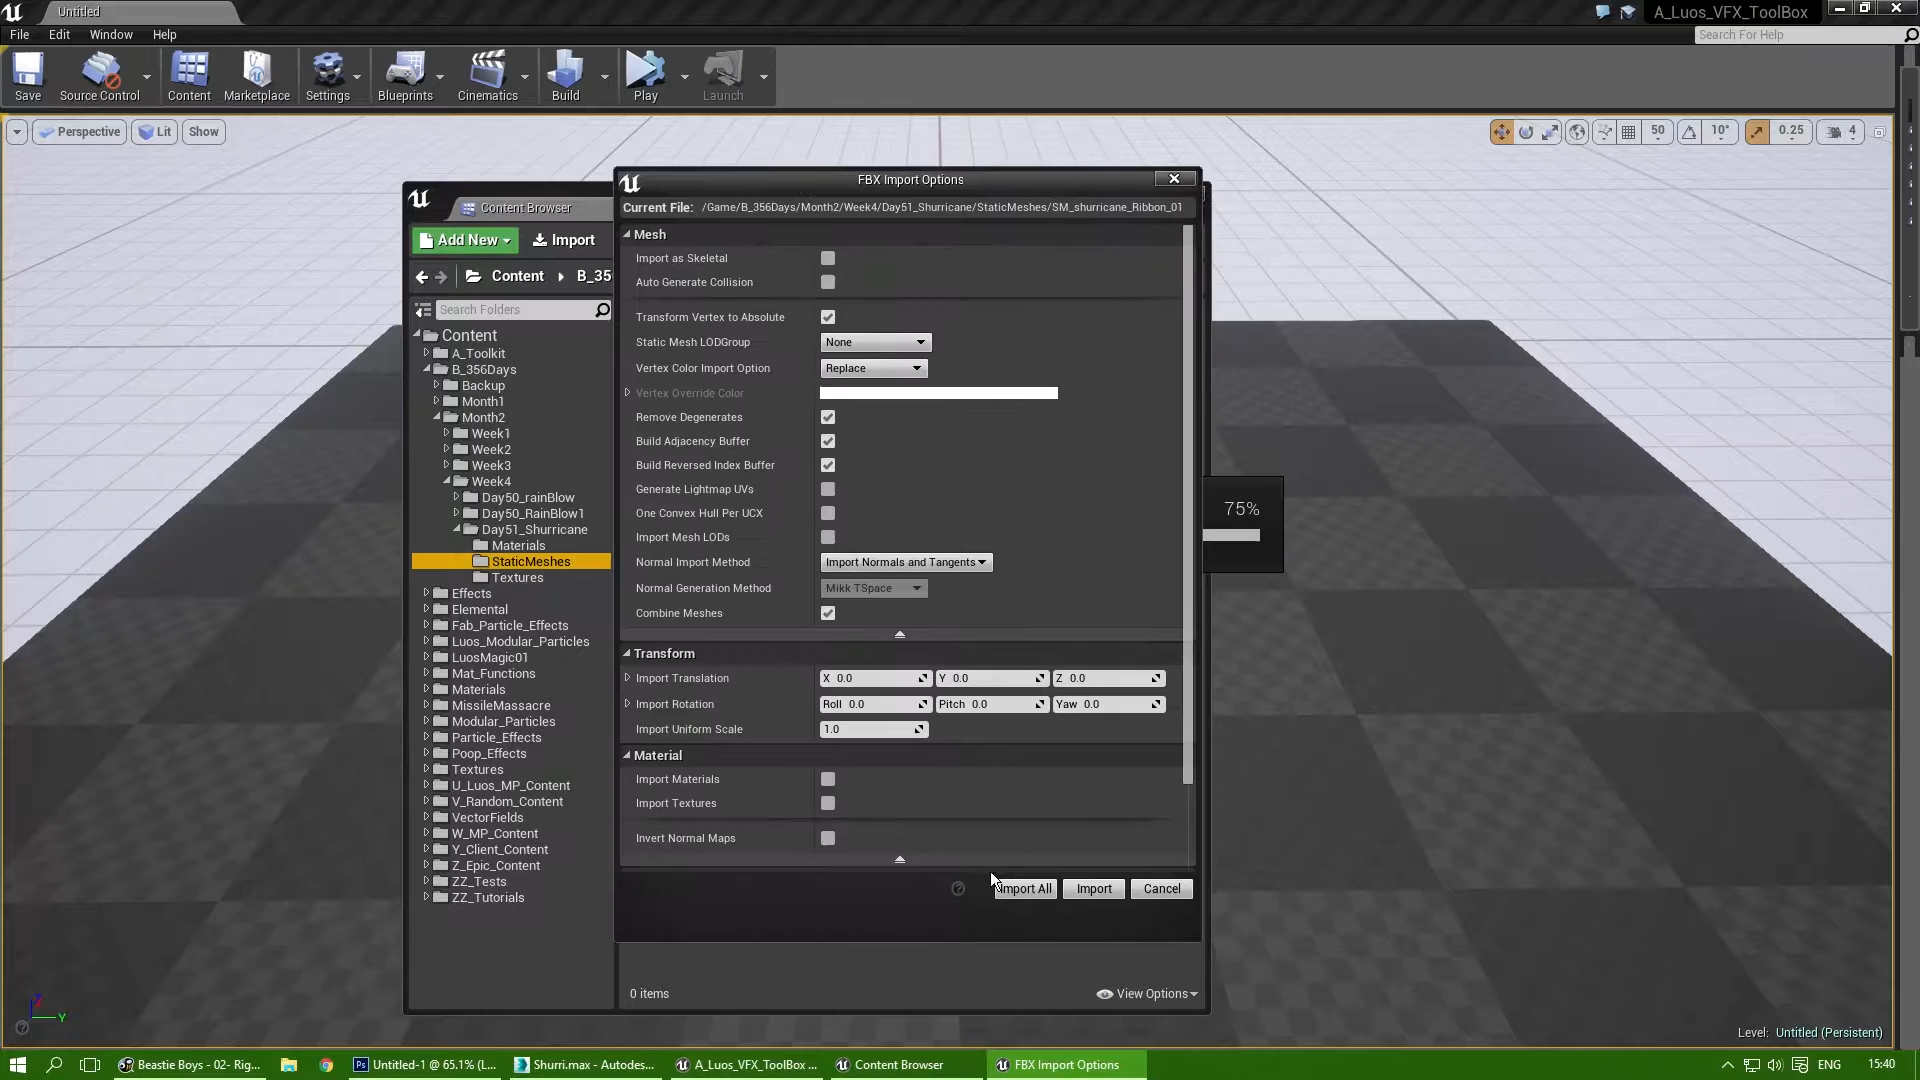 Untitled
A_Luos_VFX_ToolBox
File Edit Window Help
Search For Help
Save Source Control Content Marketplace Settings Blueprints Cinematics Build Play Launch
Perspective Lit Show
50 10° 0.25 4
FBX Import Options
Current File: /Game/B_356Days/Month2/Week4/Day51_Shurricane/StaticMeshes/SM_shurricane_Ribbon_01
Content Browser
Add New Import
Content B_35
Search Folders
Content
A_Toolkit
B_356Days
Backup
Month1
Month2
Week1
Week2
Week3
Week4
Day50_rainBlow
Day50_RainBlow1
Day51_Shurricane
Materials
StaticMeshes
Textures
Effects
Elemental
Fab_Particle_Effects
Luos_Modular_Particles
LuosMagic01
Mat_Functions
Materials
MissileMassacre
Modular_Particles
Particle_Effects
Poop_Effects
Textures
U_Luos_MP_Content
V_Random_Content
VectorFields
W_MP_Content
Y_Client_Content
Z_Epic_Content
ZZ_Tests
ZZ_Tutorials
Mesh
Import as Skeletal
Auto Generate Collision
Transform Vertex to Absolute
Static Mesh LODGroup None
Vertex Color Import Option Replace
Vertex Override Color
Remove Degenerates
Build Adjacency Buffer
Build Reversed Index Buffer
Generate Lightmap UVs
One Convex Hull Per UCX
Import Mesh LODs
Normal Import Method Import Normals and Tangents
Normal Generation Method Mikk TSpace
Combine Meshes
Transform
Import Translation X 0.0 Y 0.0 Z 0.0
Import Rotation Roll 0.0 Pitch 0.0 Yaw 0.0
Import Uniform Scale 1.0
Material
Import Materials
Import Textures
Invert Normal Maps
Import All Import Cancel
75%
0 items
View Options
Level: Untitled (Persistent)
Z
Y
Beastie Boys - 02- Rig... Untitled-1 @ 65.1% (L... Shurri.max - Autodes... A_Luos_VFX_ToolBox ... Content Browser FBX Import Options ENG 15:40